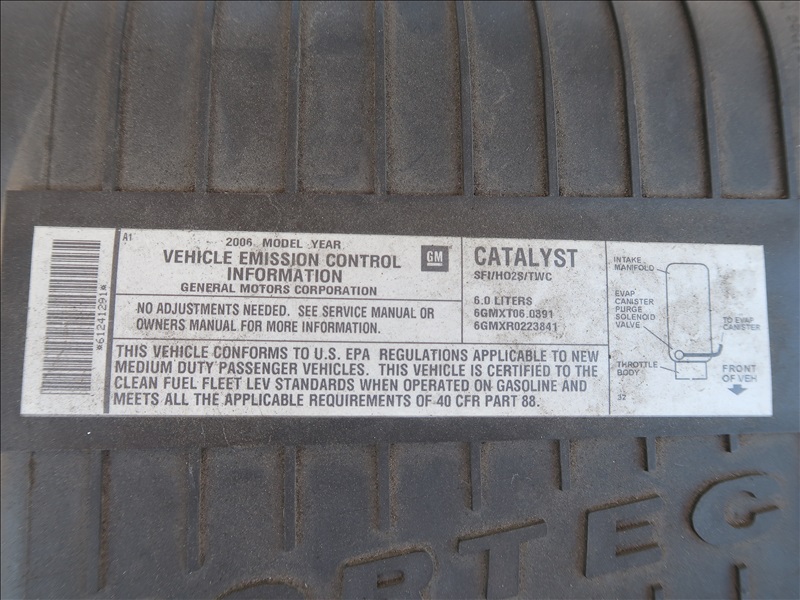 *61241291*
A1
2006 MODEL YEAR
VEHICLE EMISSION CONTROL
INFORMATION
GENERAL MOTORS CORPORATION
GM
NO ADJUSTMENTS NEEDED. SEE SERVICE MANUAL OR
OWNERS MANUAL FOR MORE INFORMATION.
CATALYST
SFI/HO2S/TWC
6.0 LITERS
6GMXT06.0391
6GMXR0223841
THIS VEHICLE CONFORMS TO U.S. EPA REGULATIONS APPLICABLE TO NEW
MEDIUM DUTY PASSENGER VEHICLES. THIS VEHICLE IS CERTIFIED TO THE
CLEAN FUEL FLEET LEV STANDARDS WHEN OPERATED ON GASOLINE AND
MEETS ALL THE APPLICABLE REQUIREMENTS OF 40 CFR PART 88.
INTAKE
MANIFOLD
EVAP
CANISTER
PURGE
SOLENOID
VALVE
THROTTLE
BODY
TO EVAP
CANISTER
FRONT
OF VEH
32
ORTEC